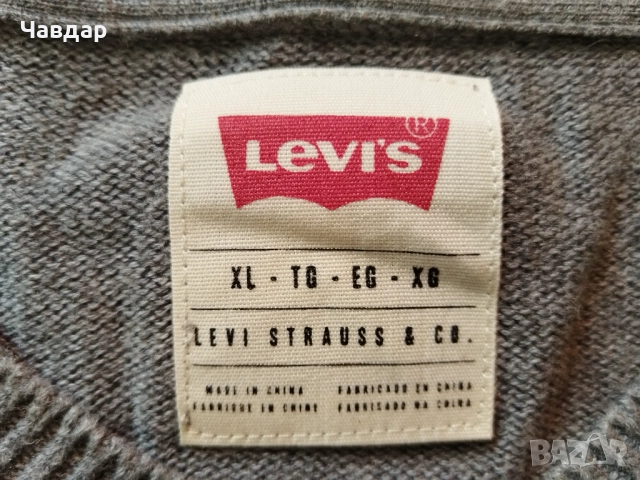 Чавдар
LEVI'S ®
XL - TG - EG - XG
LEVI STRAUSS & CO.
MADE IN CHINA FABRICADO EN CHINA
FABRIQUE EN CHINE FABRICADO NA CHINA
BAZAR